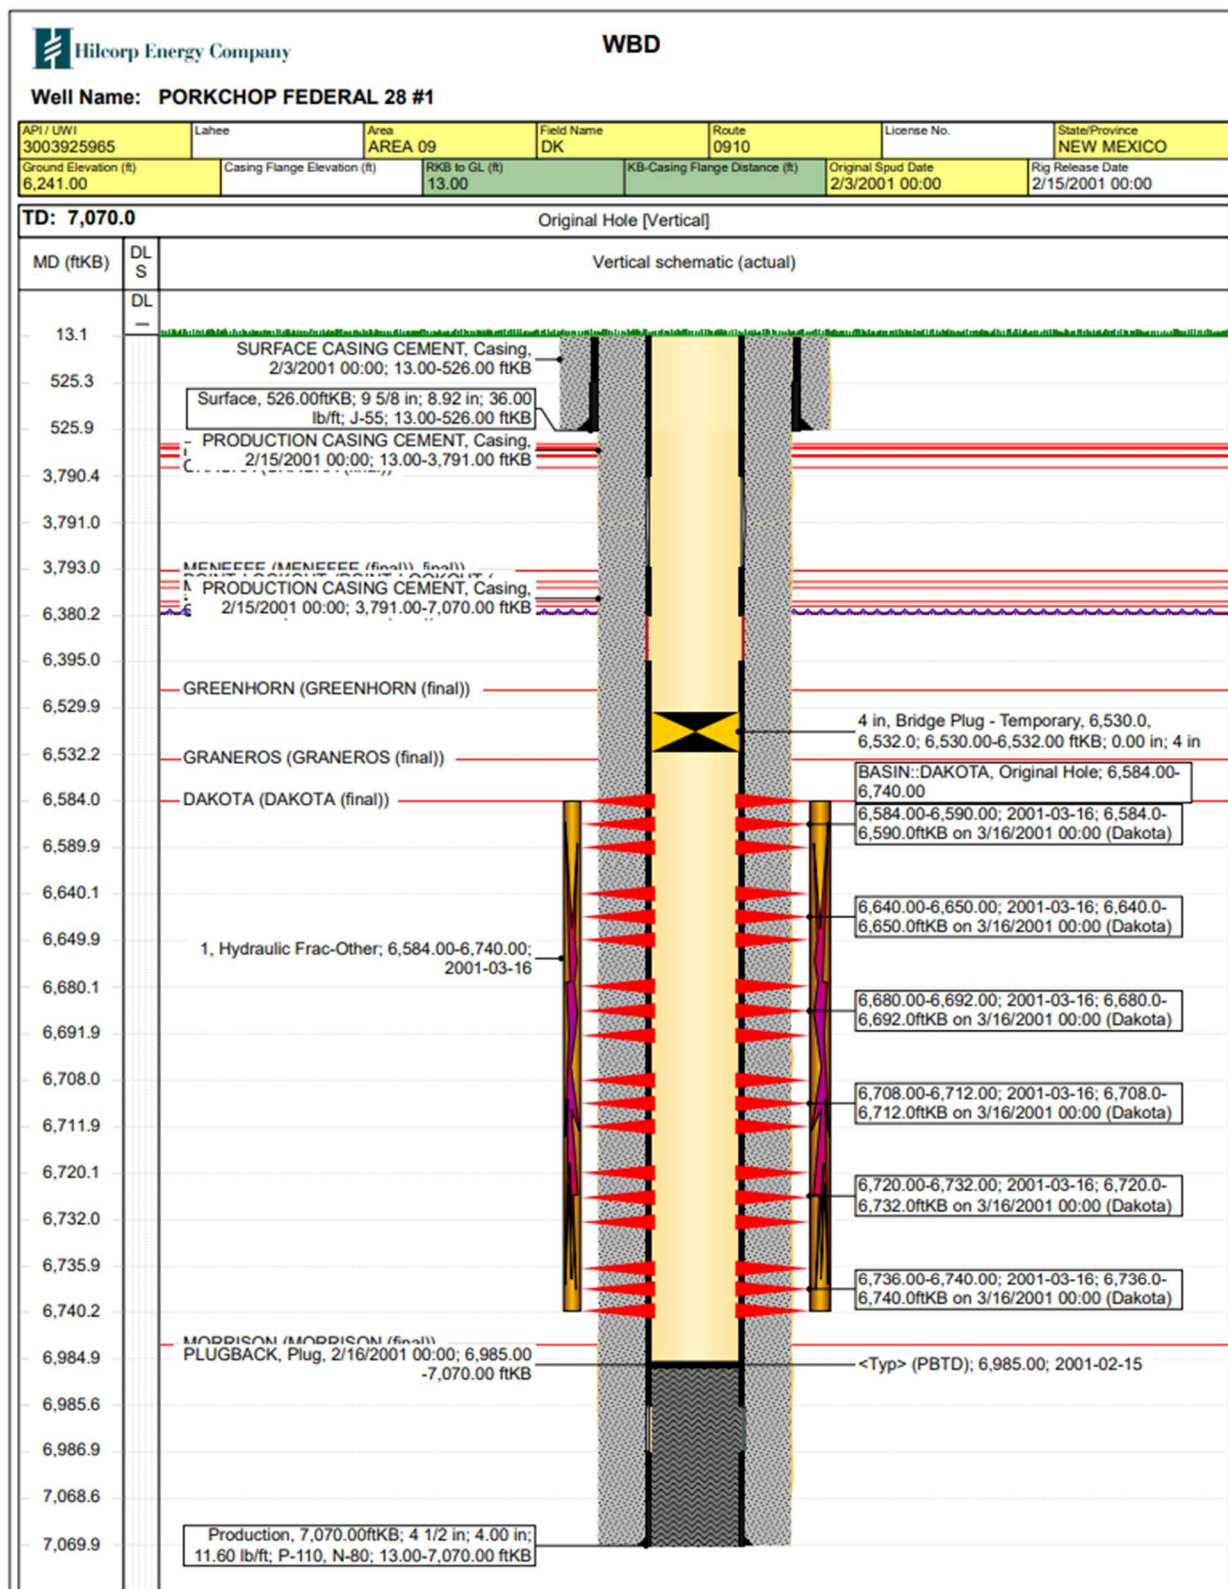 Hilcorp Energy Company
WBD
Well Name: PORKCHOP FEDERAL 28 #1
API / UWI
3003925965
Lahee
Area
AREA 09
Field Name
DK
Route
0910
License No.
State/Province
NEW MEXICO
Ground Elevation (ft)
6,241.00
Casing Flange Elevation (ft)
RKB to GL (ft)
13.00
KB-Casing Flange Distance (ft)
Original Spud Date
2/3/2001 00:00
Rig Release Date
2/15/2001 00:00
TD: 7,070.0
Original Hole [Vertical]
MD (ftKB)
DL
S
Vertical schematic (actual)
DL
13.1
SURFACE CASING CEMENT, Casing,
2/3/2001 00:00; 13.00-526.00 ftKB
525.3
Surface, 526.00ftKB; 9 5/8 in; 8.92 in; 36.00
lb/ft; J-55; 13.00-526.00 ftKB
525.9
PRODUCTION CASING CEMENT, Casing,
2/15/2001 00:00; 13.00-3,791.00 ftKB
3,790.4
3,791.0
3,793.0
MENEFEE (MENEFEE (final)), final))
PRODUCTION CASING CEMENT, Casing,
2/15/2001 00:00; 3,791.00-7,070.00 ftKB
6,380.2
6,395.0
GREENHORN (GREENHORN (final))
6,529.9
4 in, Bridge Plug - Temporary, 6,530.0,
6,532.0; 6,530.00-6,532.00 ftKB; 0.00 in; 4 in
6,532.2
GRANEROS (GRANEROS (final))
BASIN::DAKOTA, Original Hole; 6,584.00-
6,740.00
6,584.0
DAKOTA (DAKOTA (final))
6,584.00-6,590.00; 2001-03-16; 6,584.0-
6,590.0ftKB on 3/16/2001 00:00 (Dakota)
6,589.9
6,640.1
6,640.00-6,650.00; 2001-03-16; 6,640.0-
6,650.0ftKB on 3/16/2001 00:00 (Dakota)
6,649.9
1, Hydraulic Frac-Other; 6,584.00-6,740.00;
2001-03-16
6,680.1
6,680.00-6,692.00; 2001-03-16; 6,680.0-
6,692.0ftKB on 3/16/2001 00:00 (Dakota)
6,691.9
6,708.0
6,708.00-6,712.00; 2001-03-16; 6,708.0-
6,712.0ftKB on 3/16/2001 00:00 (Dakota)
6,711.9
6,720.1
6,720.00-6,732.00; 2001-03-16; 6,720.0-
6,732.0ftKB on 3/16/2001 00:00 (Dakota)
6,732.0
6,735.9
6,736.00-6,740.00; 2001-03-16; 6,736.0-
6,740.0ftKB on 3/16/2001 00:00 (Dakota)
6,740.2
MORRISON (MORRISON (final))
PLUGBACK, Plug, 2/16/2001 00:00; 6,985.00
-7,070.00 ftKB
6,984.9
<Typ> (PBTD); 6,985.00; 2001-02-15
6,985.6
6,986.9
7,068.6
Production, 7,070.00ftKB; 4 1/2 in; 4.00 in;
11.60 lb/ft; P-110, N-80; 13.00-7,070.00 ftKB
7,069.9